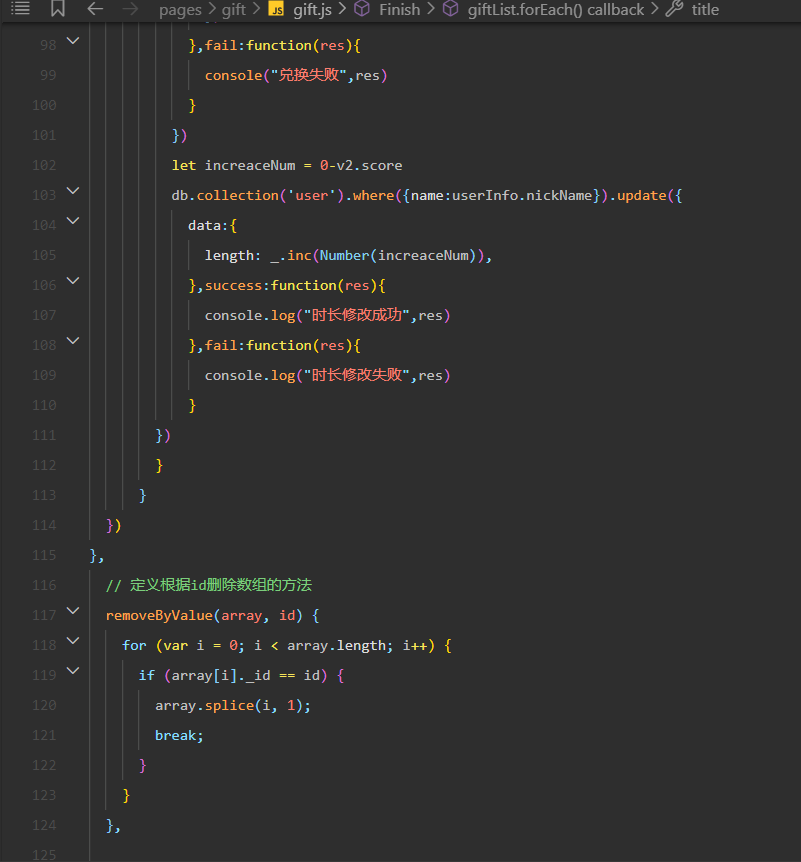 pages > gift > JS gift.js > Finish > giftList.forEach() callback > title
98 },fail:function(res){
99 console("兑换失败",res)
100 }
101 })
102 let increaceNum = 0-v2.score
103 db.collection('user').where({name:userInfo.nickName}).update({
104 data:{
105 length: _.inc(Number(increaceNum)),
106 },success:function(res){
107 console.log("时长修改成功",res)
108 },fail:function(res){
109 console.log("时长修改失败",res)
110 }
111 })
112 }
113 }
114 })
115 },
116 // 定义根据id删除数组的方法
117 removeByValue(array, id) {
118 for (var i = 0; i < array.length; i++) {
119 if (array[i]._id == id) {
120 array.splice(i, 1);
121 break;
122 }
123 }
124 },
125